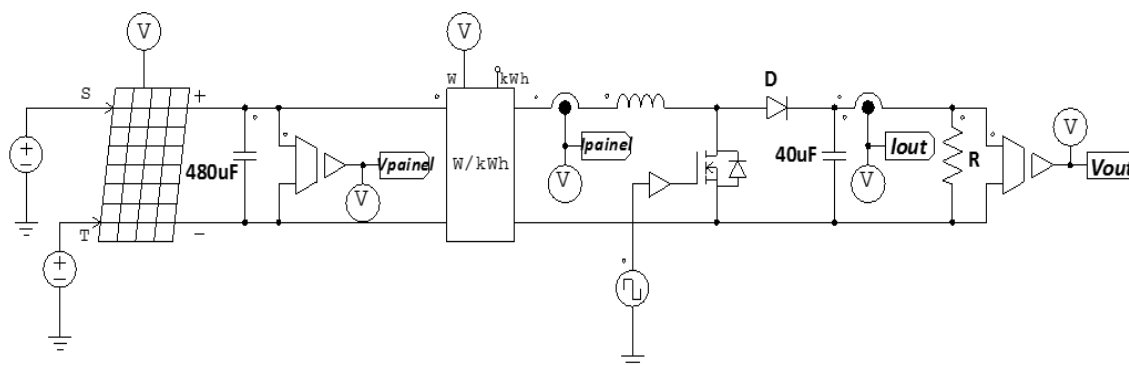 V
V
W
kWh
S
+
D
V
480uF
Vpainel
W/kWh
Ipainel
40uF
Iout
R
Vout
V
V
V
T
-
+
-
+
-